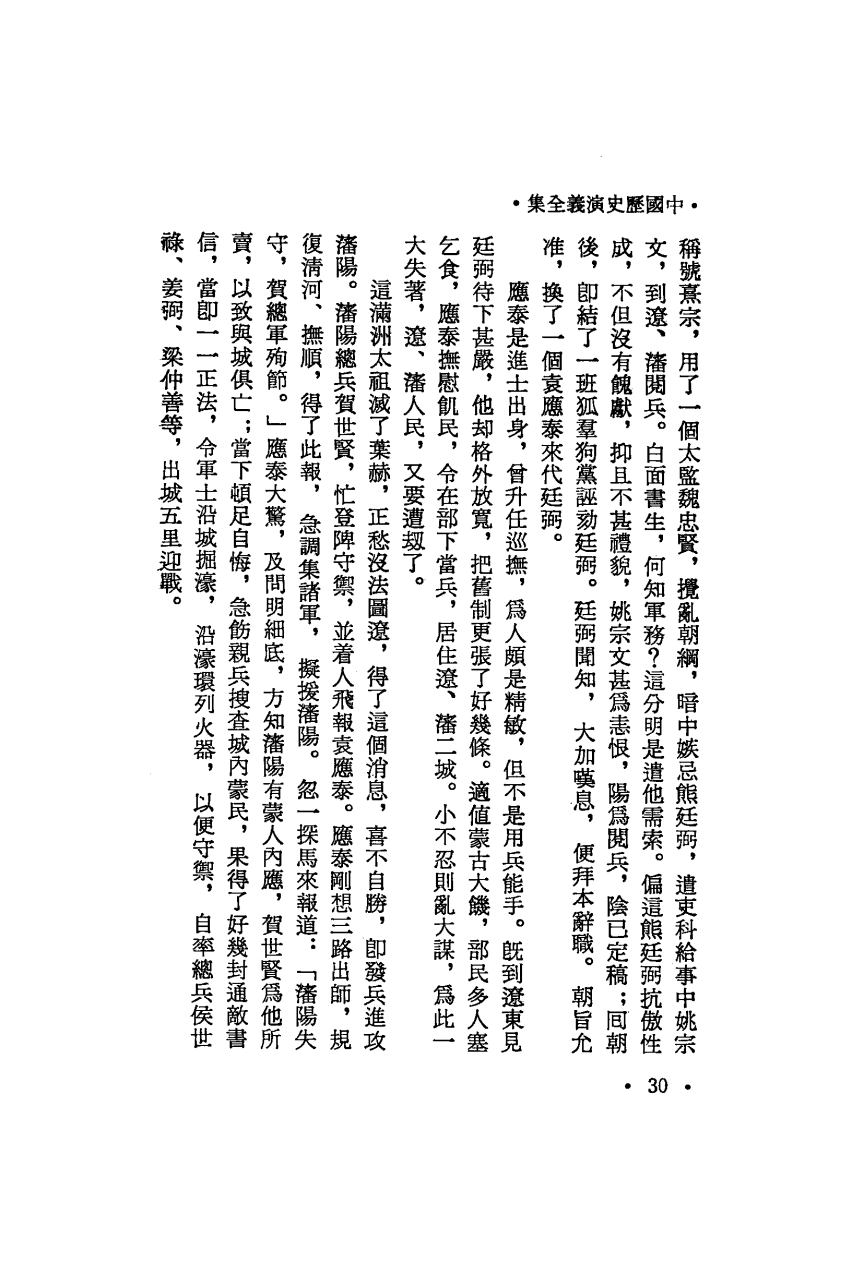 •中國歷史演義全集•
稱號熹宗，用了一個太監魏忠賢，攪亂朝綱，暗中嫉忌熊廷弼，遣吏科給事中姚宗
文，到遼、瀋閱兵。白面書生，何知軍務？這分明是遣他需索。偏這熊廷弼抗傲性
成，不但沒有餽獻，抑且不甚禮貌，姚宗文甚爲恚恨，陽爲閱兵，陰已定稿；囘朝
後，卽結了一班狐羣狗黨誣劾廷弼。廷弼聞知，大加嘆息，便拜本辭職。朝旨允
准，換了一個袁應泰來代廷弼。
應泰是進士出身，曾升任巡撫，爲人頗是精敏，但不是用兵能手。旣到遼東見
廷弼待下甚嚴，他却格外放寬，把舊制更張了好幾條。適值蒙古大饑，部民多人塞
乞食，應泰撫慰飢民，令在部下當兵，居住遼、瀋二城。小不忍則亂大謀，爲此一
大失著，遼、瀋人民，又要遭刼了。
這滿洲太祖滅了葉赫，正愁沒法圖遼，得了這個消息，喜不自勝，卽發兵進攻
瀋陽。瀋陽總兵賀世賢，忙登陴守禦，並着人飛報袁應泰。應泰剛想三路出師，規
復清河、撫順，得了此報，急調集諸軍，擬援瀋陽。忽一探馬來報道：「瀋陽失
守，賀總軍殉節。」應泰大驚，及問明細底，方知瀋陽有蒙人內應，賀世賢爲他所
賣，以致與城俱亡；當下頓足自悔，急飭親兵搜查城內蒙民，果得了好幾封通敵書
信，當卽一一正法，令軍士沿城掘濠，沿濠環列火器，以便守禦，自率總兵侯世
祿、姜弼、梁仲善等，出城五里迎戰。
•30•